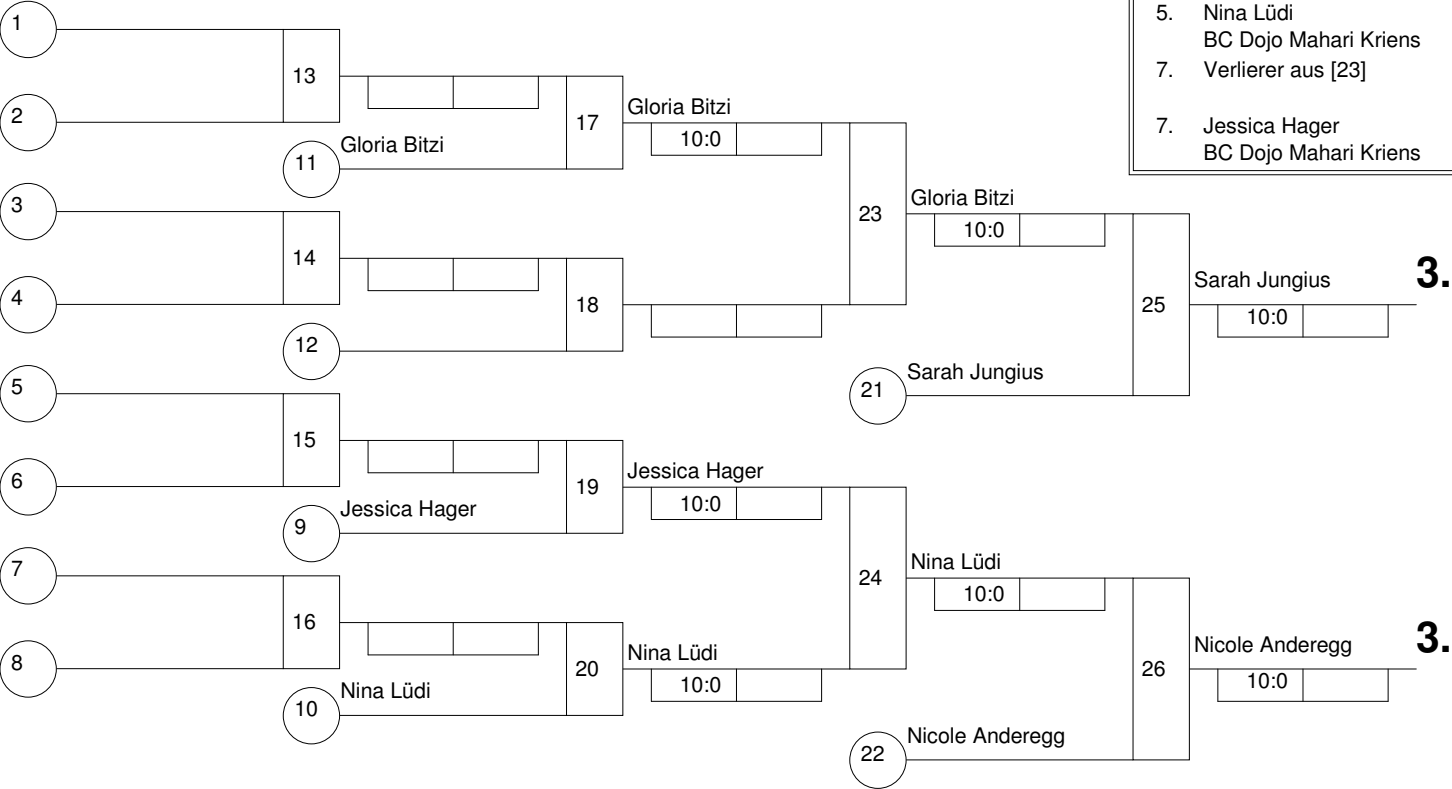 5. Nina Lüdi
BC Dojo Mahari Kriens
7. Verlierer aus [23]
7. Jessica Hager
BC Dojo Mahari Kriens
1
2
13
11
Gloria Bitzi
17
Gloria Bitzi
10:0
3
4
14
12
18
23
Gloria Bitzi
10:0
21
Sarah Jungius
25
Sarah Jungius
10:0
3.
5
6
15
9
Jessica Hager
19
Jessica Hager
10:0
7
8
16
10
Nina Lüdi
20
Nina Lüdi
10:0
24
Nina Lüdi
10:0
22
Nicole Anderegg
26
Nicole Anderegg
10:0
3.